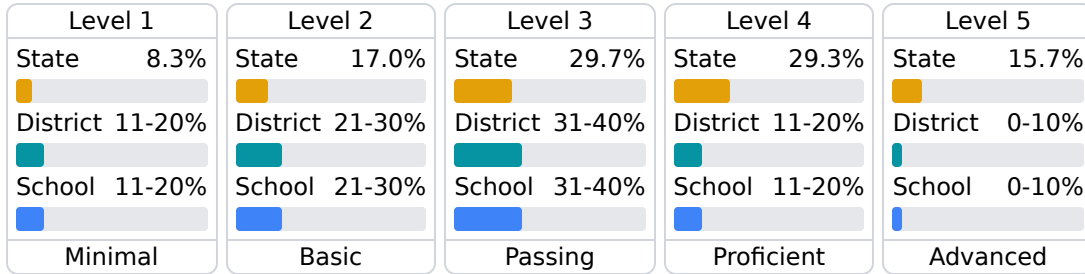 Level 1
State 8.3%
District 11-20%
School 11-20%
Minimal
Level 2
State 17.0%
District 21-30%
School 21-30%
Basic
Level 3
State 29.7%
District 31-40%
School 31-40%
Passing
Level 4
State 29.3%
District 11-20%
School 11-20%
Proficient
Level 5
State 15.7%
District 0-10%
School 0-10%
Advanced